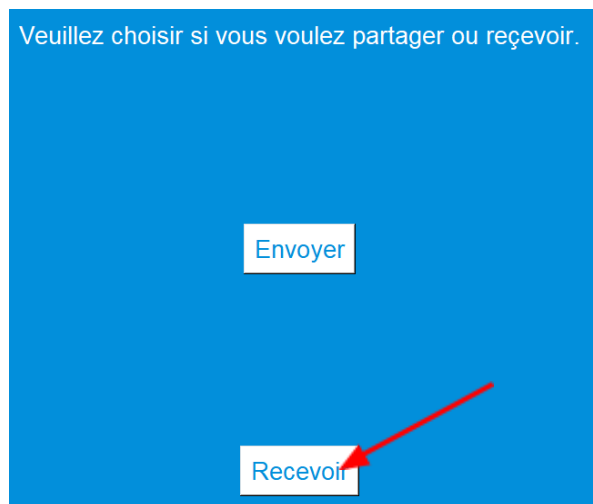 Veuillez choisir si vous voulez partager ou reçevoir.
Envoyer
Recevoir